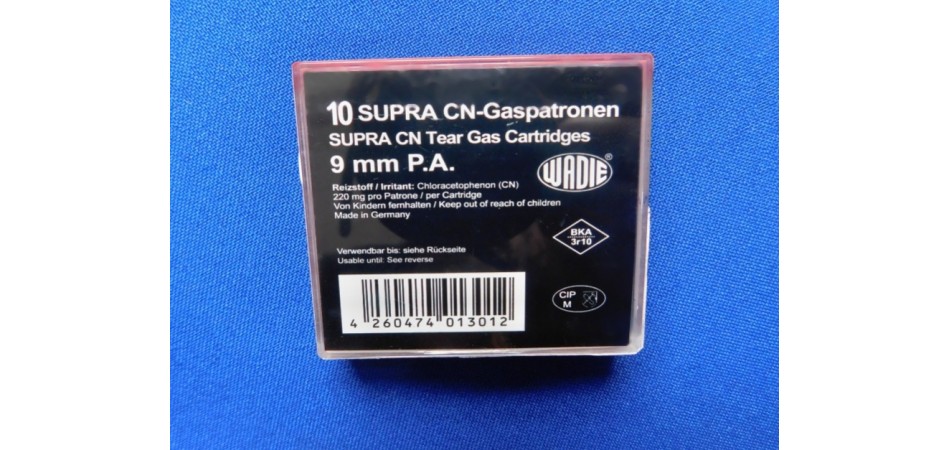 10 SUPRA CN-Gaspatronen
SUPRA CN Tear Gas Cartridges
9 mm P.A.
WADIE®
Reizstoff / Irritant: Chloracetophenon (CN)
220 mg pro Patrone / per Cartridge
Von Kindern fernhalten / Keep out of reach of children
Made in Germany
BKA
3r10
Verwendbar bis: siehe Rückseite
Usable until: See reverse
CIP
M
4 260474 013012